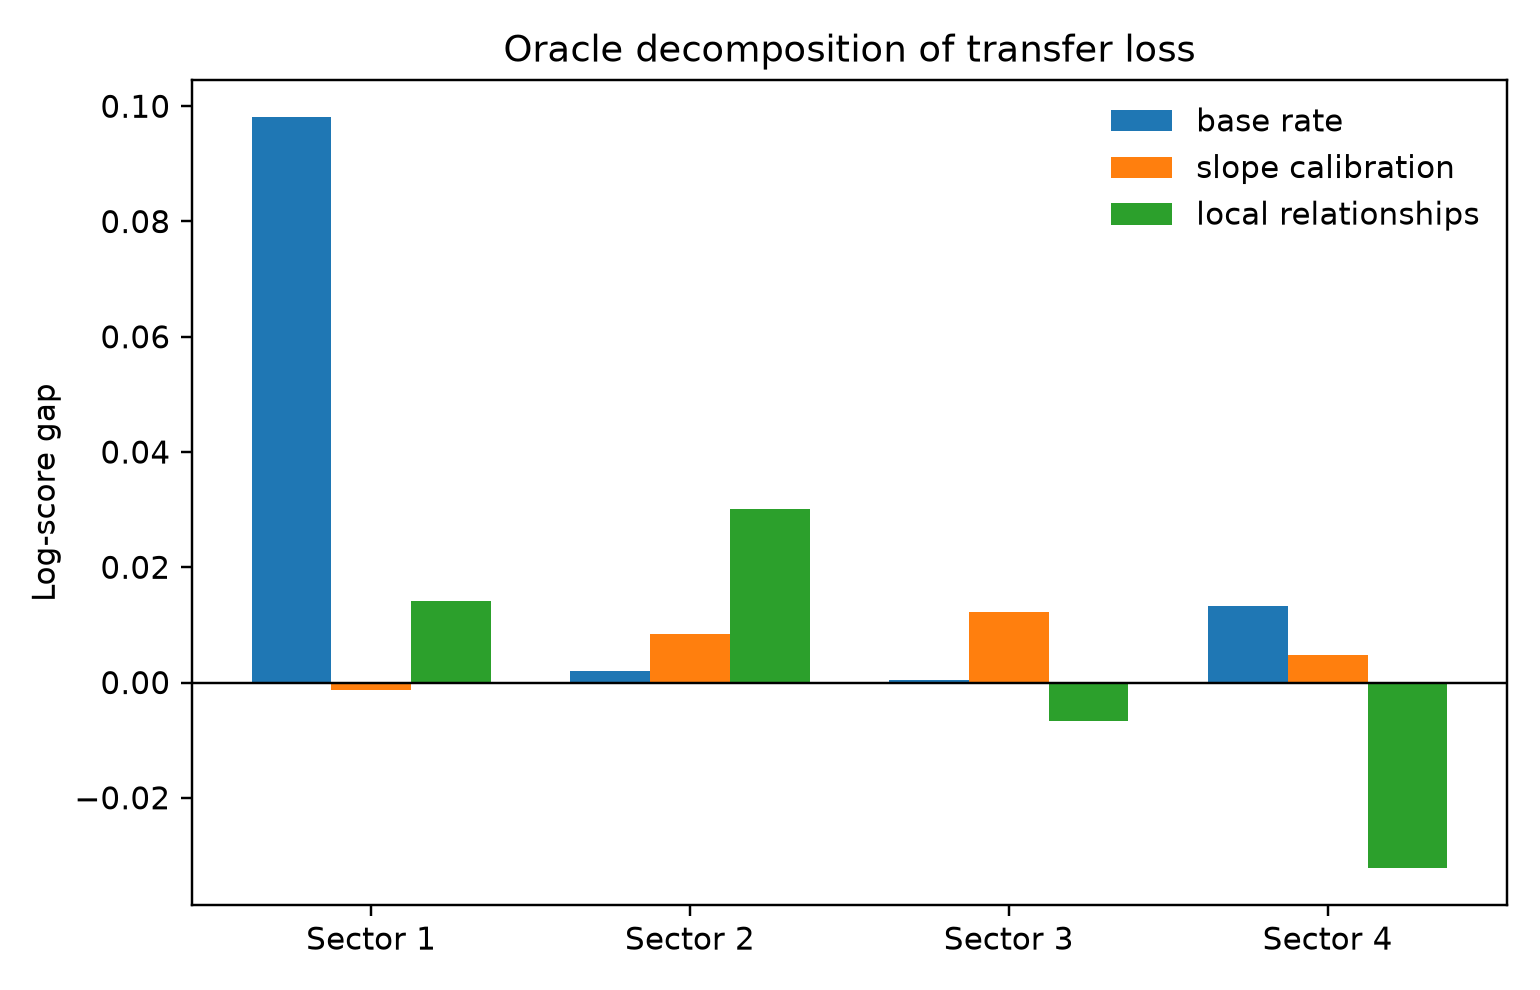 Oracle decomposition of transfer loss
base rate
slope calibration
local relationships
Log-score gap
0.10
0.08
0.06
0.04
0.02
0.00
−0.02
Sector 1
Sector 2
Sector 3
Sector 4